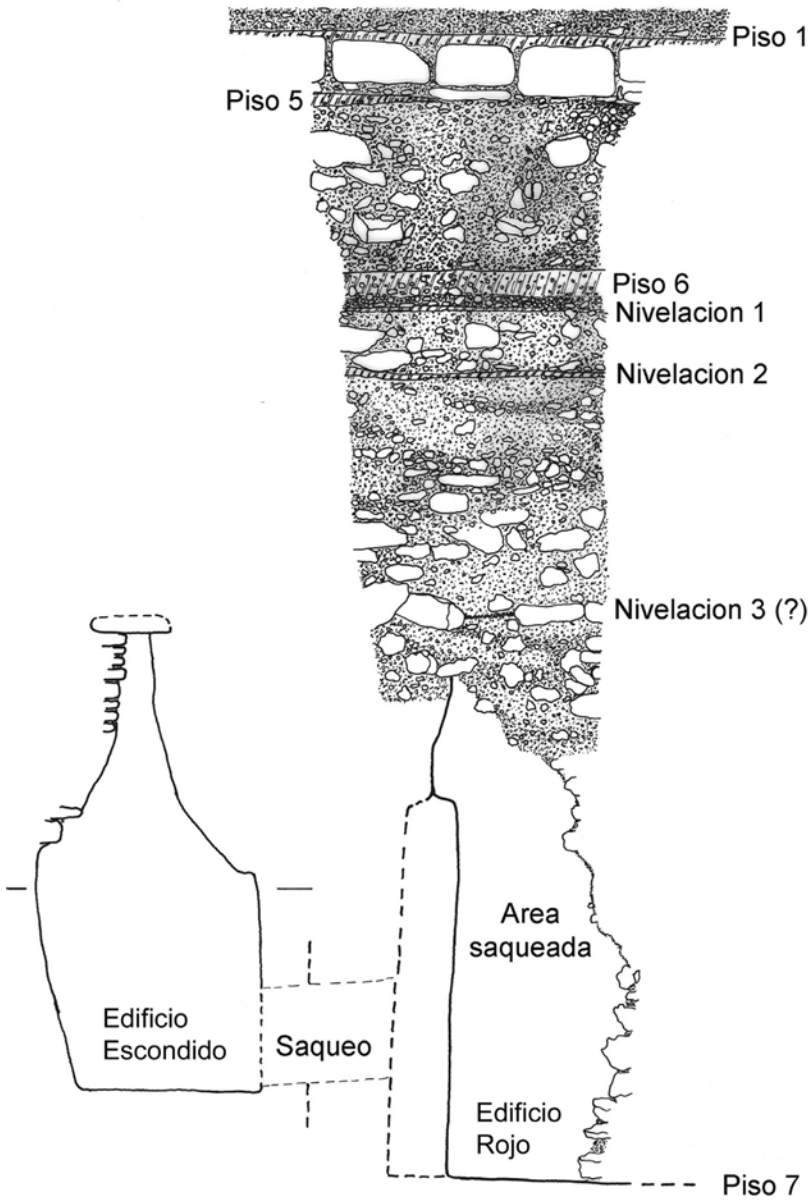 Piso 1
Piso 5
Piso 6
Nivelacion 1
Nivelacion 2
Nivelacion 3 (?)
Area
saqueada
Edificio
Escondido
Saqueo
Edificio
Rojo
Piso 7